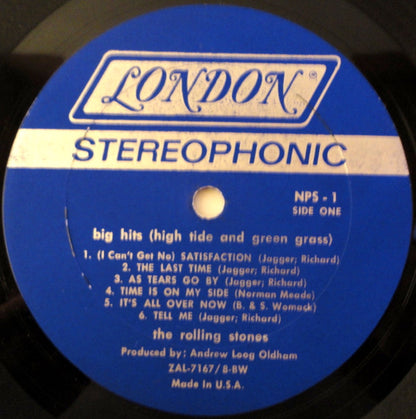 LONDON ®
STEREOPHONIC
NPS - 1
SIDE ONE
big hits (high tide and green grass)
1. (I Can't Get No) SATISFACTION (Jagger; Richard)
2. THE LAST TIME (Jagger; Richard)
3. AS TEARS GO BY (Jagger; Richard)
4. TIME IS ON MY SIDE (Norman Meade)
5. IT'S ALL OVER NOW (B. & S. Womack)
6. TELL ME (Jagger; Richard)
the rolling stones
Produced by: Andrew Loog Oldham
ZAL-7167/8-BW
Made in U.S.A.